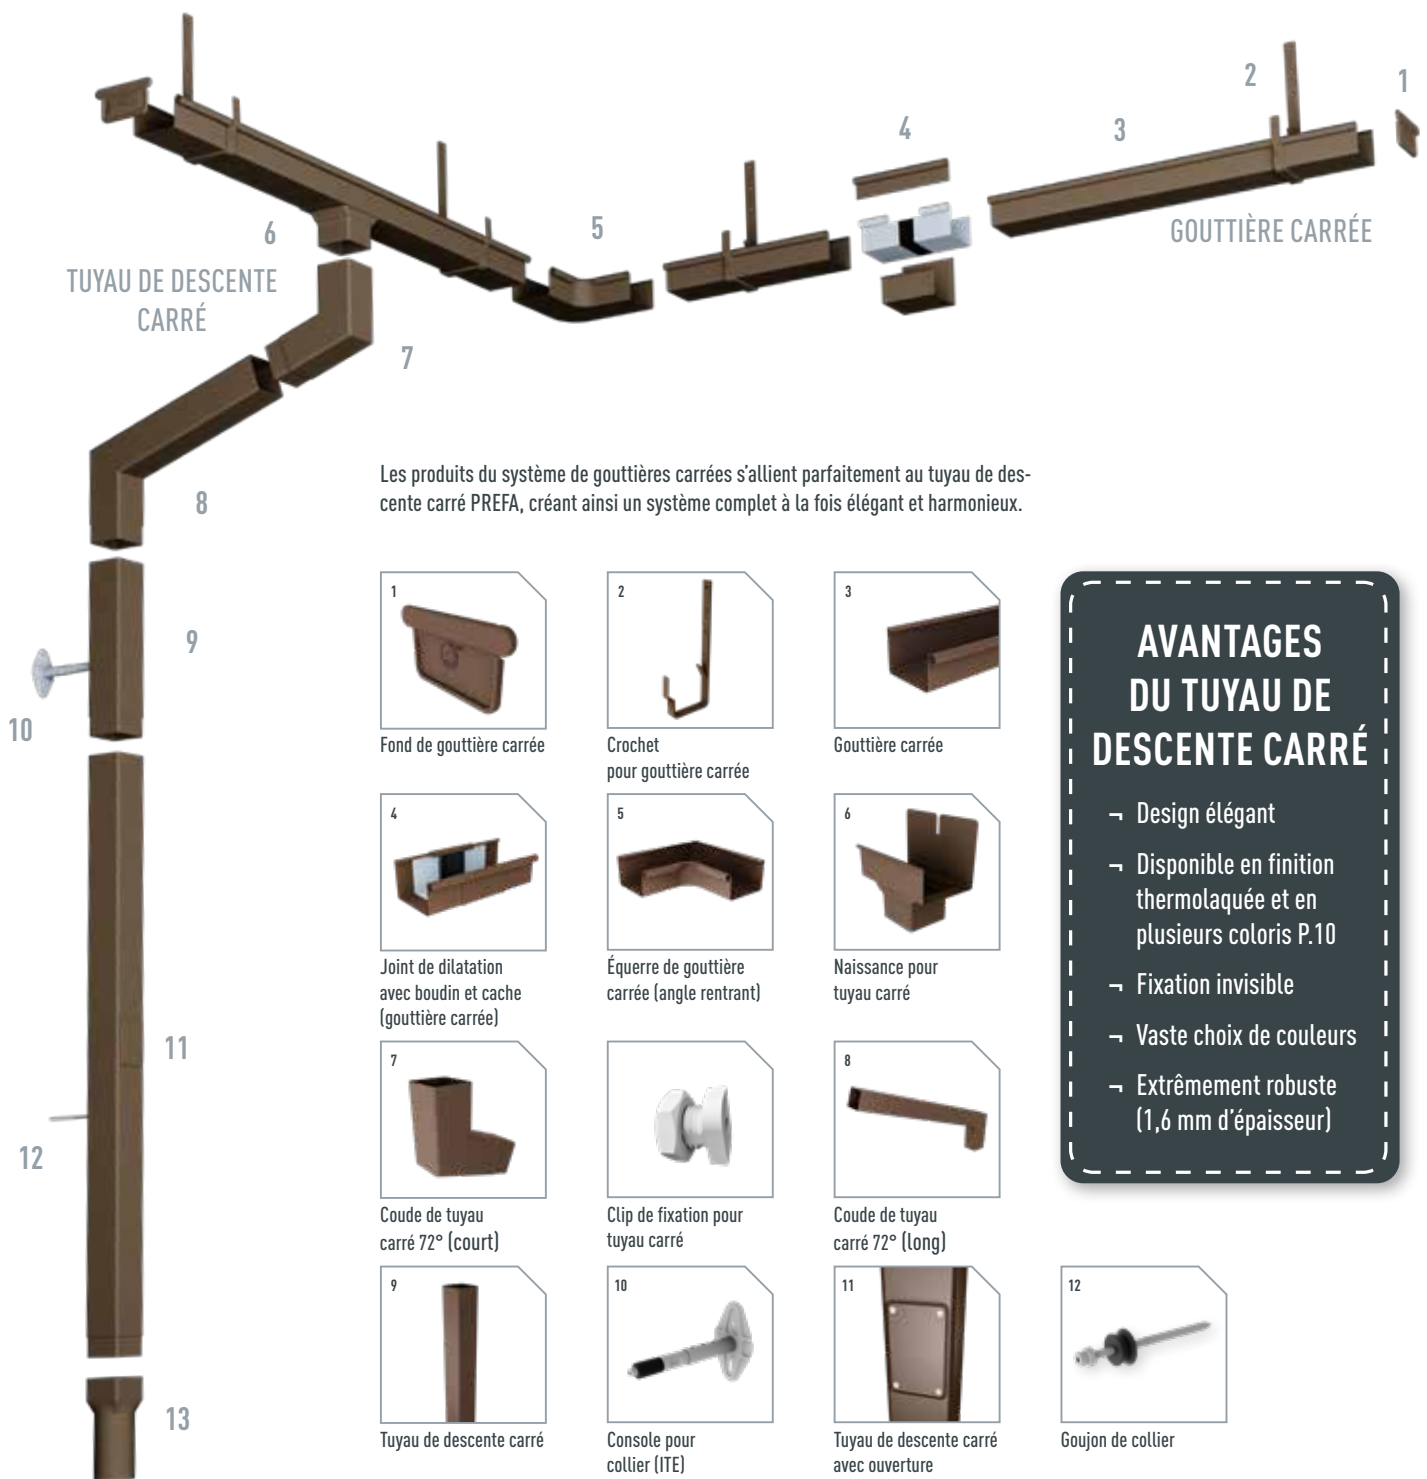 2
1
4
3
6
5
GOUTTIÈRE CARRÉE
TUYAU DE DESCENTE
CARRÉ
7
8
9
10
11
12
13
Les produits du système de gouttières carrées s'allient parfaitement au tuyau de des-
cente carré PREFA, créant ainsi un système complet à la fois élégant et harmonieux.
1
Fond de gouttière carrée
2
Crochet
pour gouttière carrée
3
Gouttière carrée
4
Joint de dilatation
avec boudin et cache
(gouttière carrée)
5
Équerre de gouttière
carrée (angle rentrant)
6
Naissance pour
tuyau carré
7
Coude de tuyau
carré 72° (court)
Clip de fixation pour
tuyau carré
8
Coude de tuyau
carré 72° (long)
9
Tuyau de descente carré
10
Console pour
collier (ITE)
11
Tuyau de descente carré
avec ouverture
12
Goujon de collier
AVANTAGES
DU TUYAU DE
DESCENTE CARRÉ
¬ Design élégant
¬ Disponible en finition
thermolaquée et en
plusieurs coloris P.10
¬ Fixation invisible
¬ Vaste choix de couleurs
¬ Extrêmement robuste
(1,6 mm d'épaisseur)